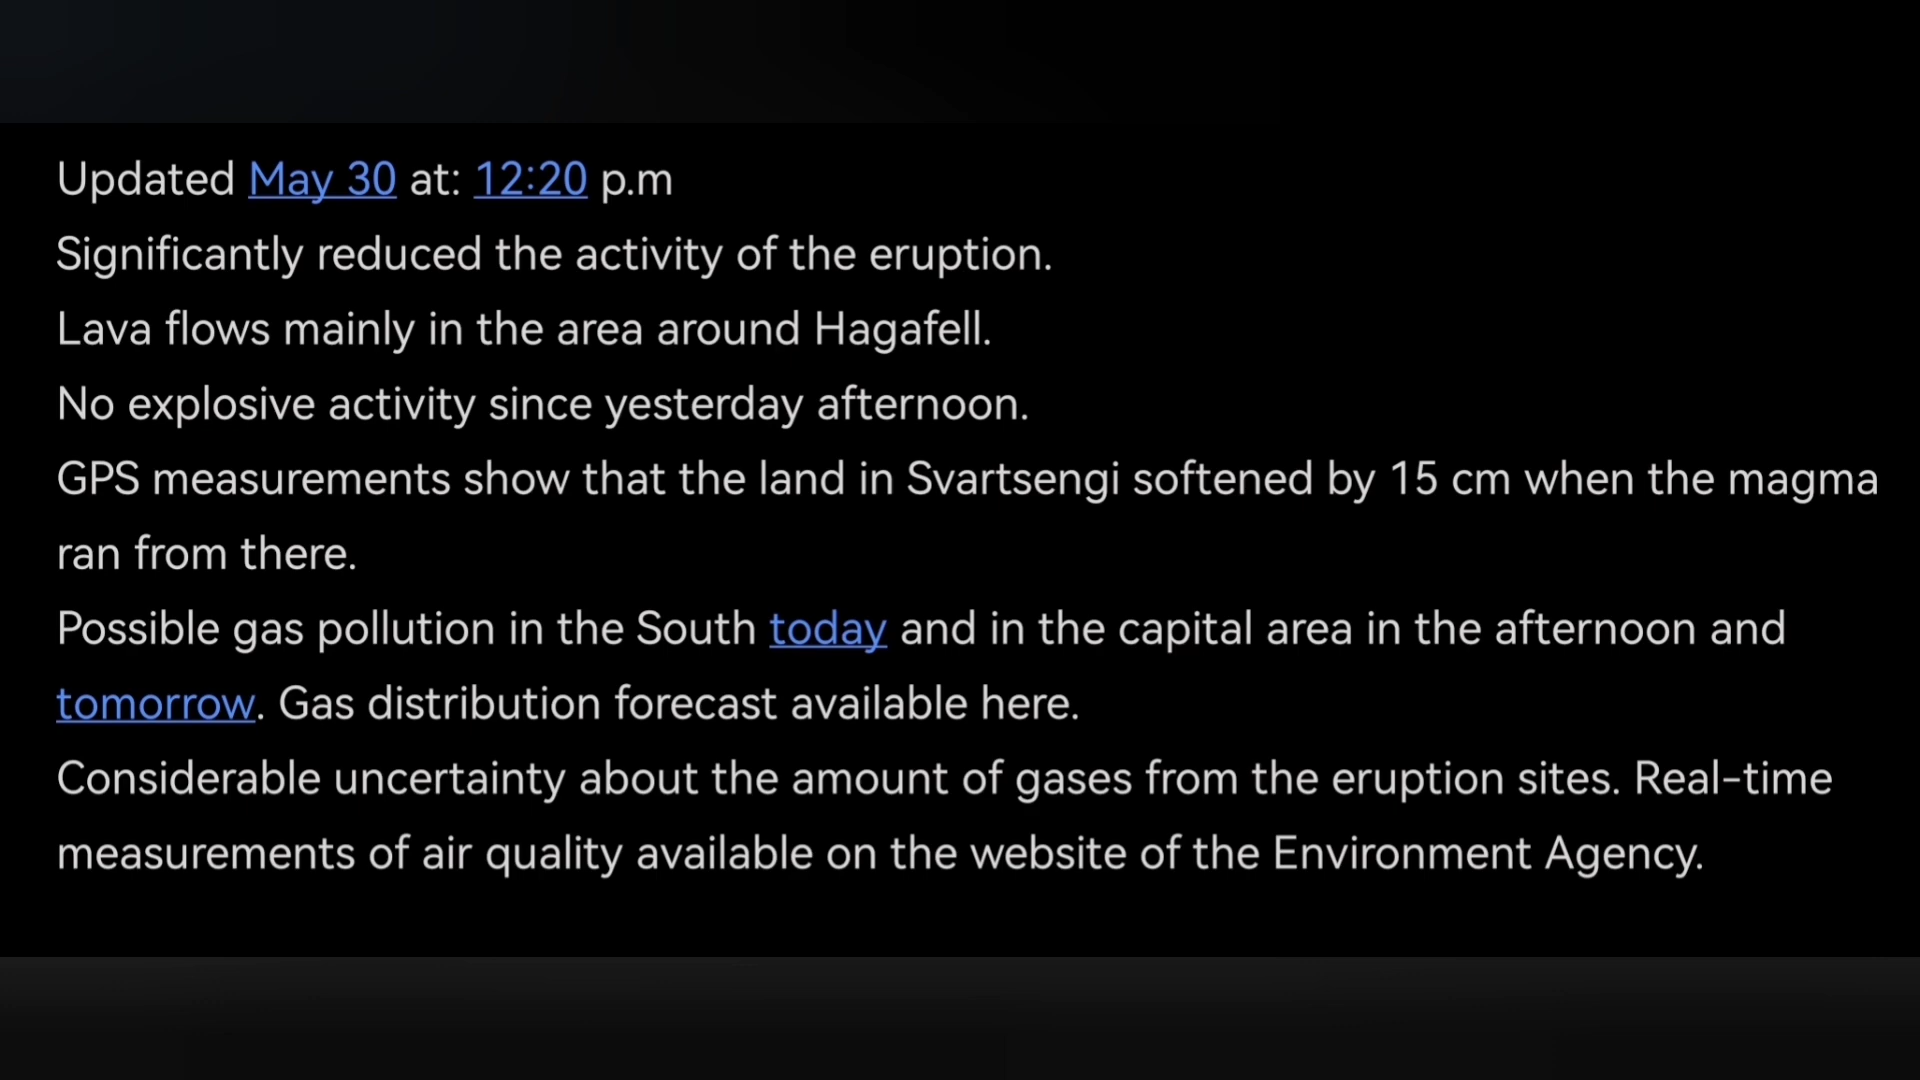 Updated May 30 at: 12:20 p.m
Significantly reduced the activity of the eruption.
Lava flows mainly in the area around Hagafell.
No explosive activity since yesterday afternoon.
GPS measurements show that the land in Svartsengi softened by 15 cm when the magma
ran from there.
Possible gas pollution in the South today and in the capital area in the afternoon and
tomorrow. Gas distribution forecast available here.
Considerable uncertainty about the amount of gases from the eruption sites. Real-time
measurements of air quality available on the website of the Environment Agency.